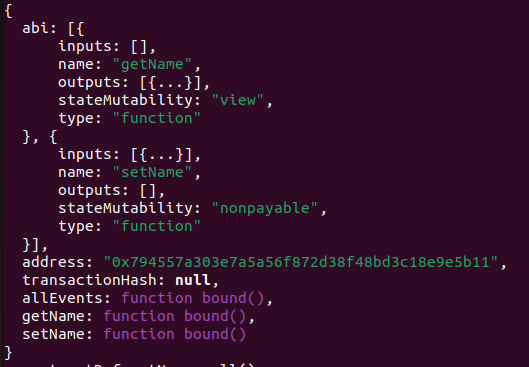 {
  abi: [{
      inputs: [],
      name: "getName",
      outputs: [{...}],
      stateMutability: "view",
      type: "function"
  }, {
      inputs: [{...}],
      name: "setName",
      outputs: [],
      stateMutability: "nonpayable",
      type: "function"
  }],
  address: "0x794557a303e7a5a56f872d38f48bd3c18e9e5b11",
  transactionHash: null,
  allEvents: function bound(),
  getName: function bound(),
  setName: function bound()
}